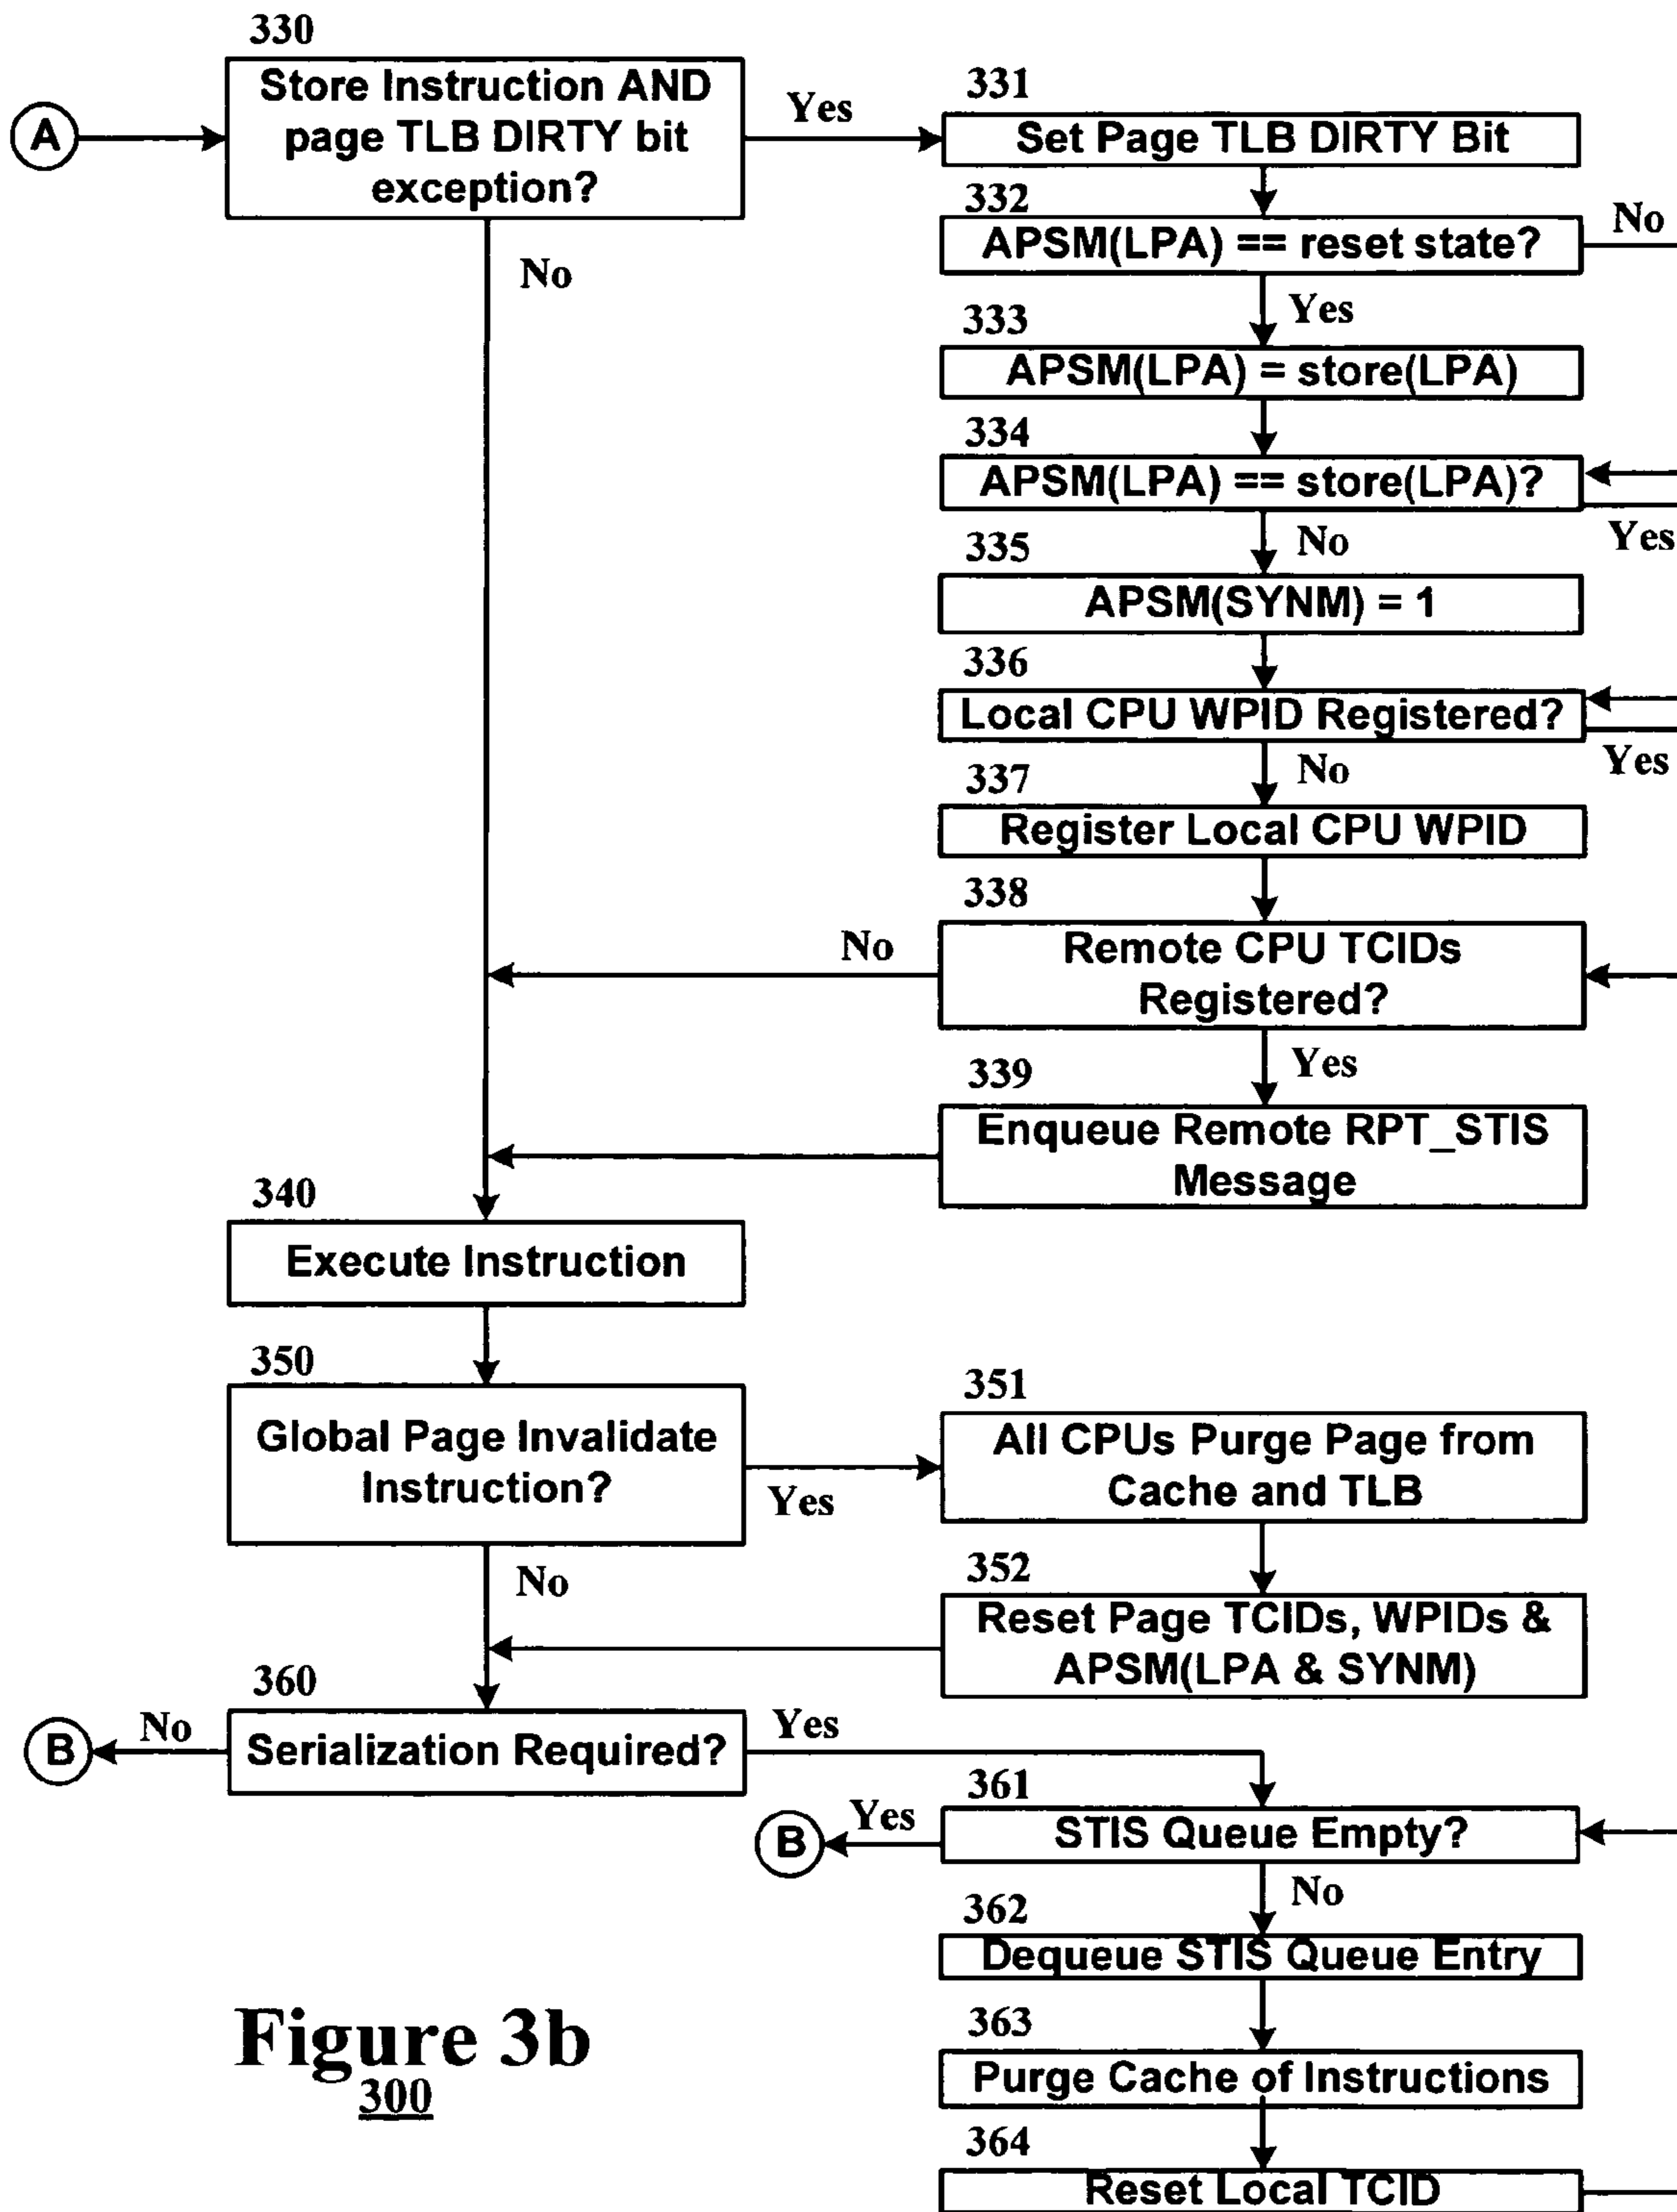 330
Store Instruction AND
page TLB DIRTY bit
exception?
A
Yes
No
331
Set Page TLB DIRTY Bit
332
APSM(LPA) == reset state?
No
Yes
333
APSM(LPA) = store(LPA)
334
APSM(LPA) == store(LPA)?
Yes
No
335
APSM(SYNM) = 1
336
Local CPU WPID Registered?
Yes
No
337
Register Local CPU WPID
338
Remote CPU TCIDs
Registered?
No
Yes
339
Enqueue Remote RPT_STIS
Message
340
Execute Instruction
350
Global Page Invalidate
Instruction?
Yes
No
351
All CPUs Purge Page from
Cache and TLB
352
Reset Page TCIDs, WPIDs &
APSM(LPA & SYNM)
360
Serialization Required?
No
B
Yes
361
STIS Queue Empty?
Yes
B
No
362
Dequeue STIS Queue Entry
363
Purge Cache of Instructions
364
Reset Local TCID
Figure 3b
300